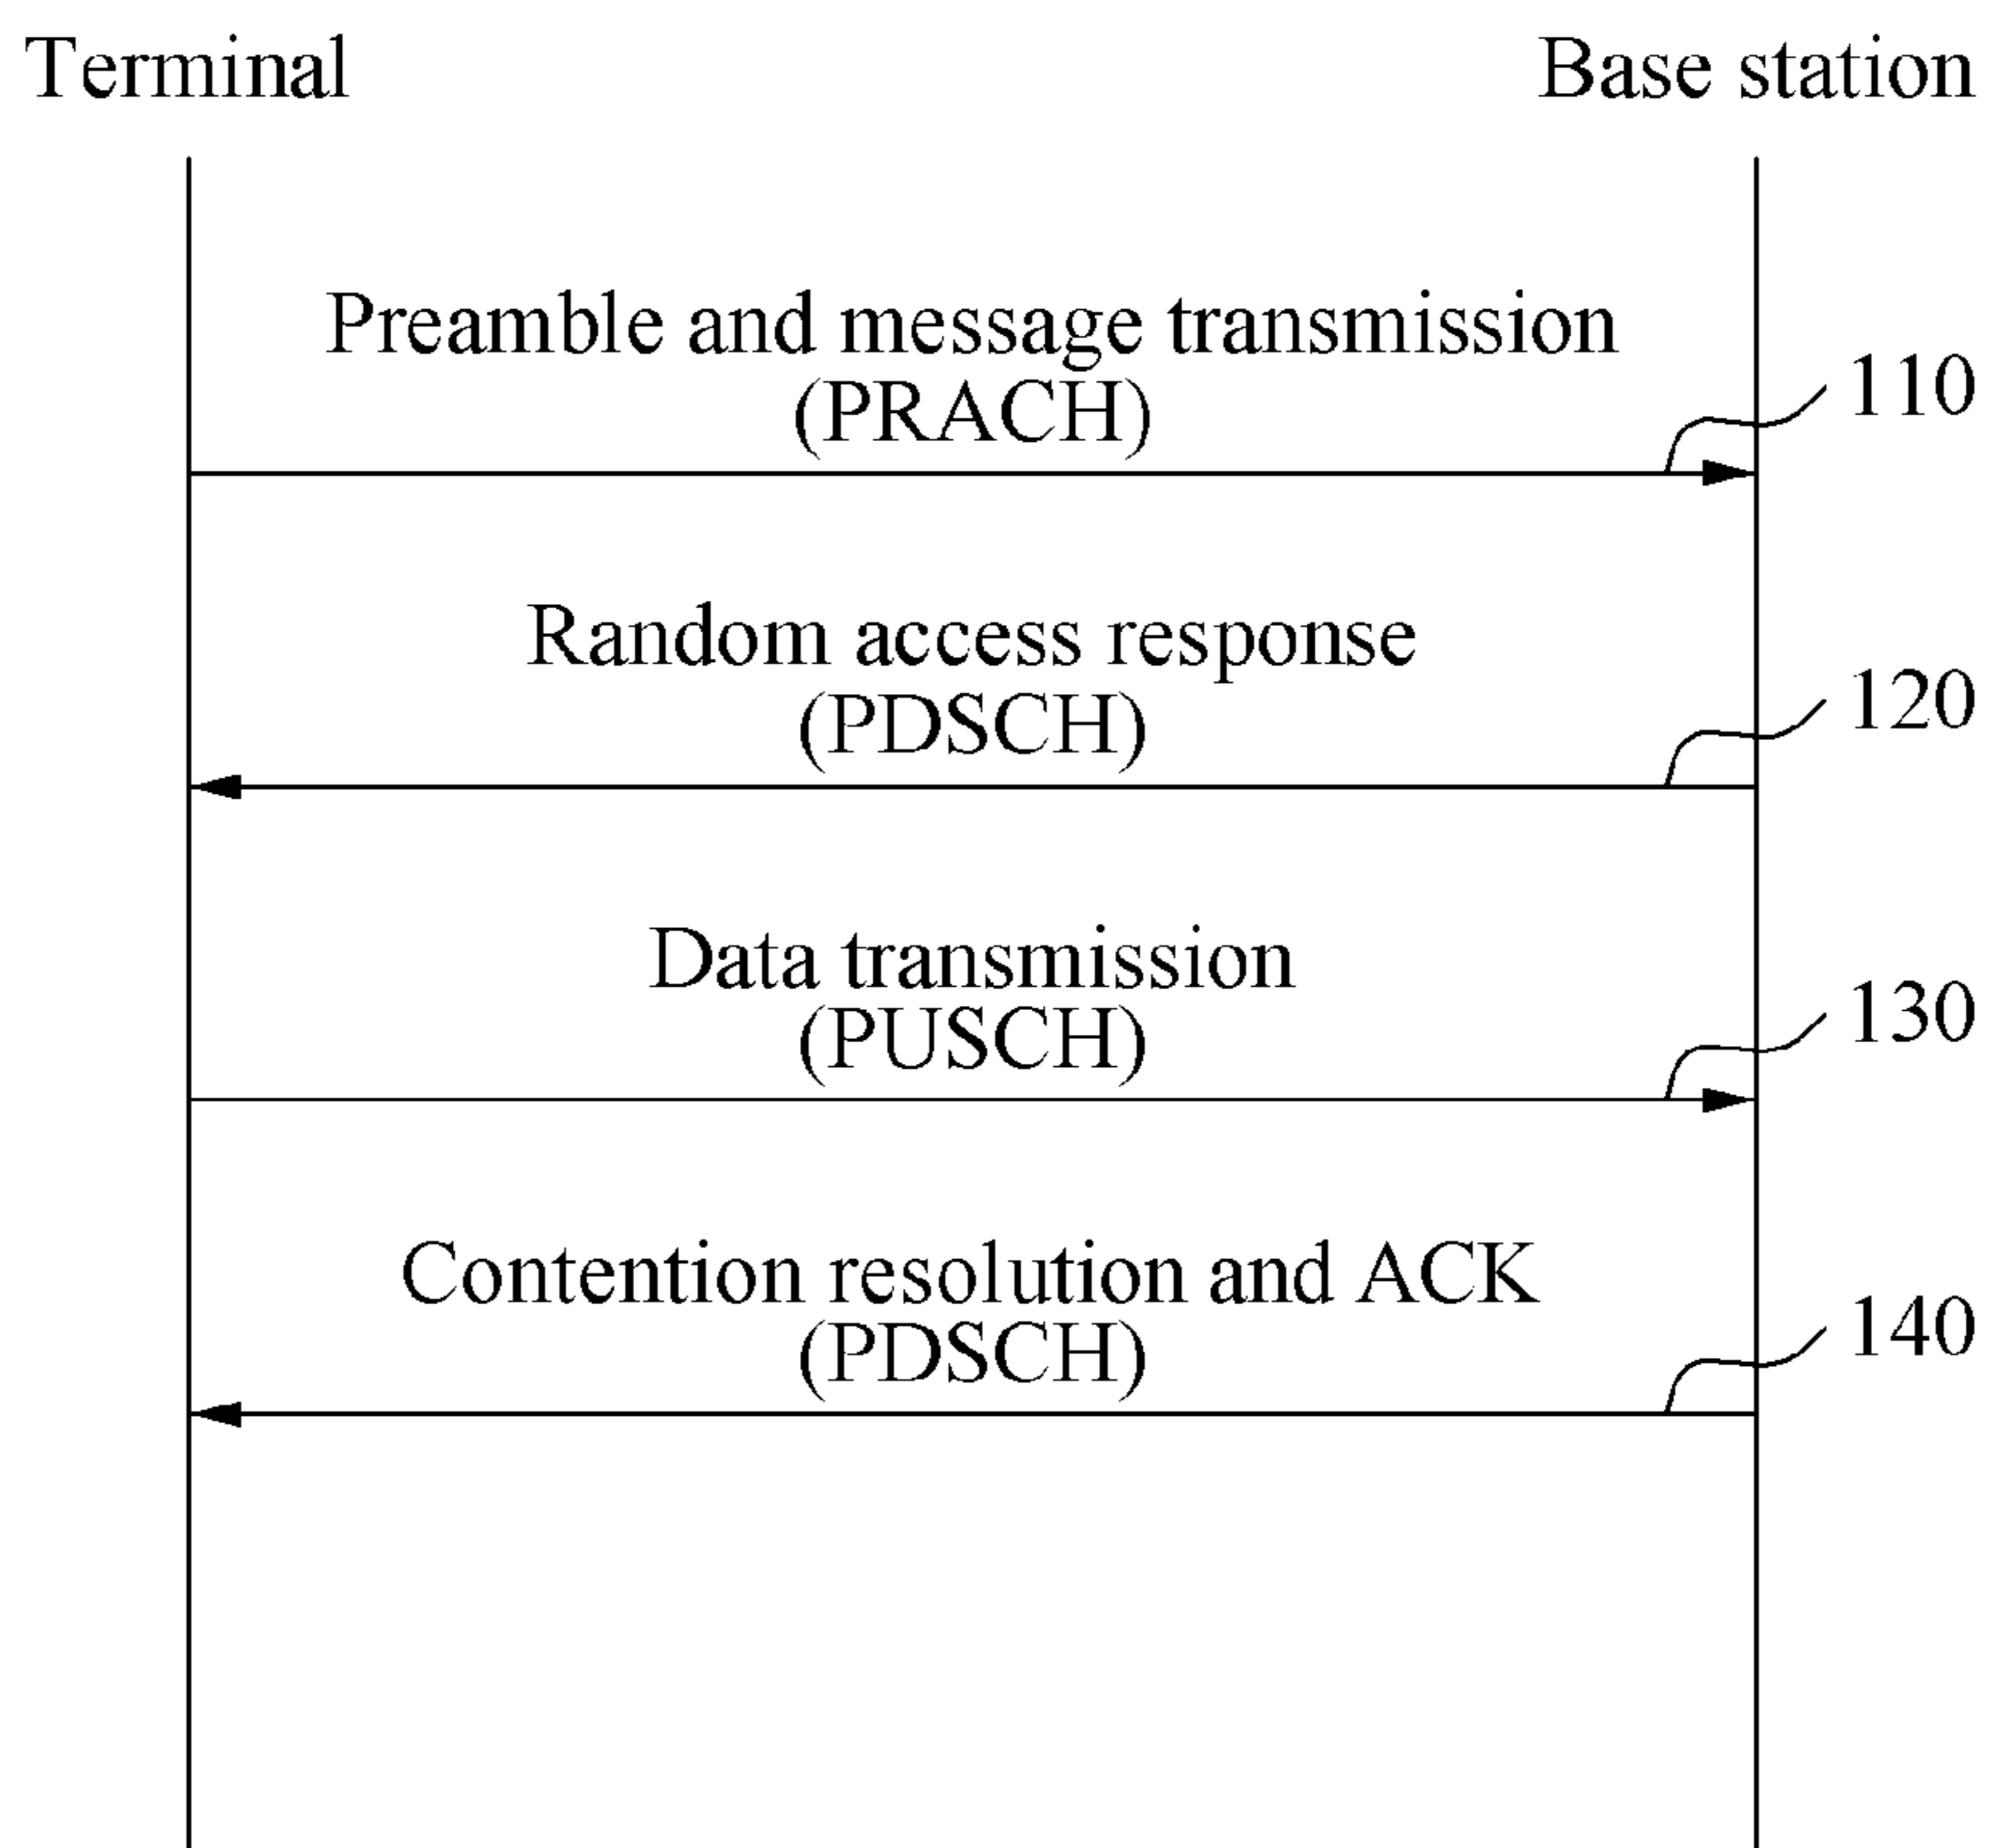 Terminal
Base station
Preamble and message transmission
(PRACH)
110
Random access response
(PDSCH)
120
Data transmission
(PUSCH)
130
Contention resolution and ACK
(PDSCH)
140